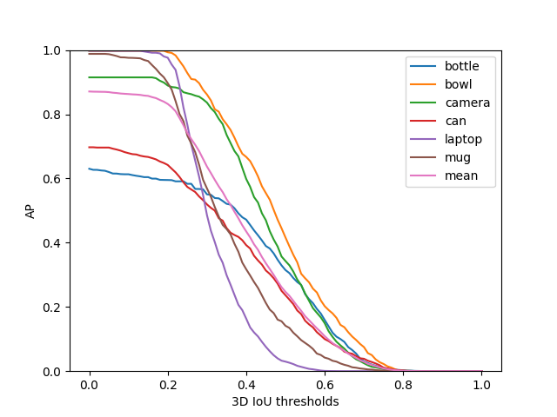 1.0
0.8
0.6
0.4
0.2
0.0
AP
0.0 0.2 0.4 0.6 0.8 1.0
3D IoU thresholds
bottle
bowl
camera
can
laptop
mug
mean